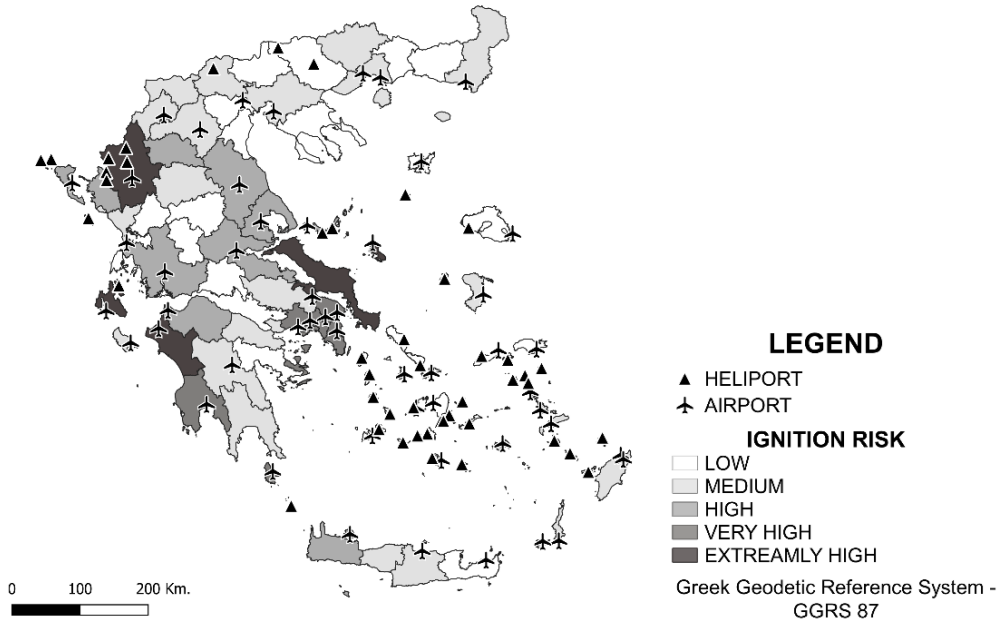 LEGEND
HELIPORT
AIRPORT
IGNITION RISK
LOW
MEDIUM
HIGH
VERY HIGH
EXTREAMLY HIGH
0 100 200 Km.
Greek Geodetic Reference System -
GGRS 87